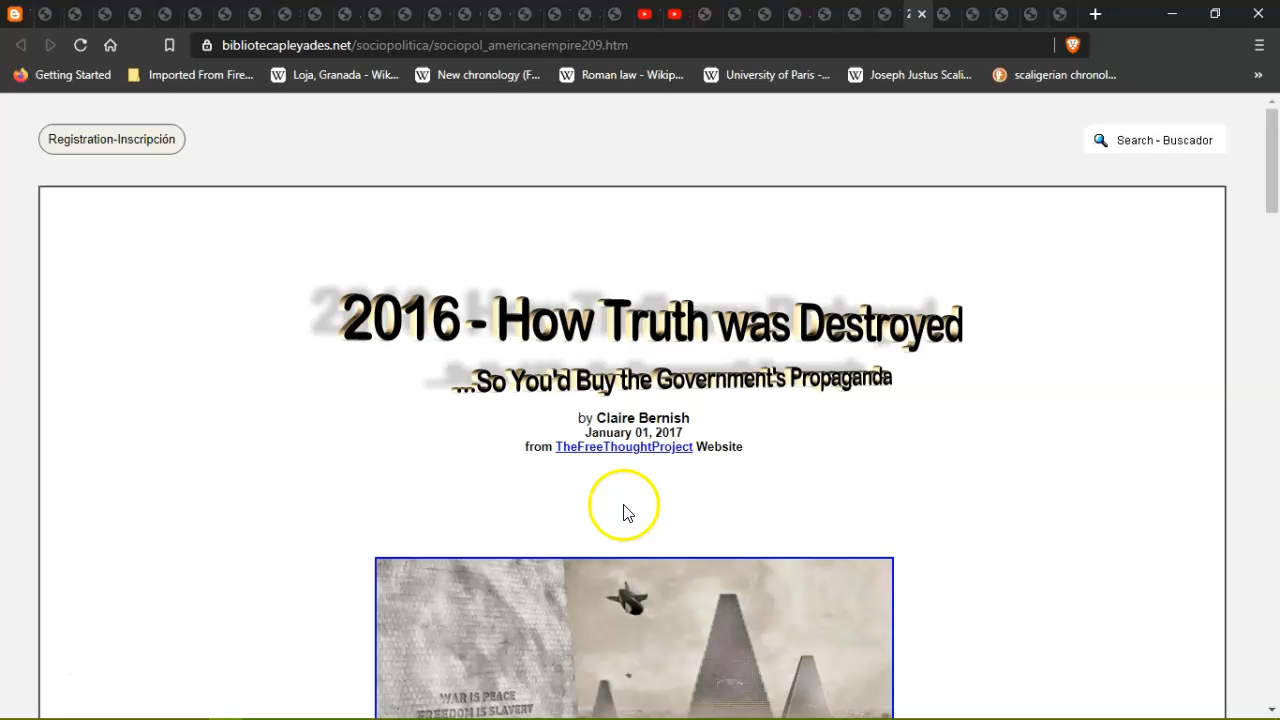 2
bibliotecapleyades.net/sociopolitica/sociopol_americanempire209.htm
Getting Started
Imported From Fire...
Loja, Granada - Wik...
New chronology (F...
Roman law - Wikip...
University of Paris -...
Joseph Justus Scali...
scaligerian chronol...
»
Registration-Inscripción
Search - Buscador
2016 - How Truth was Destroyed
...So You'd Buy the Government's Propaganda
by Claire Bernish
January 01, 2017
from TheFreeThoughtProject Website
WAR IS PEACE
FREEDOM IS SLAVERY